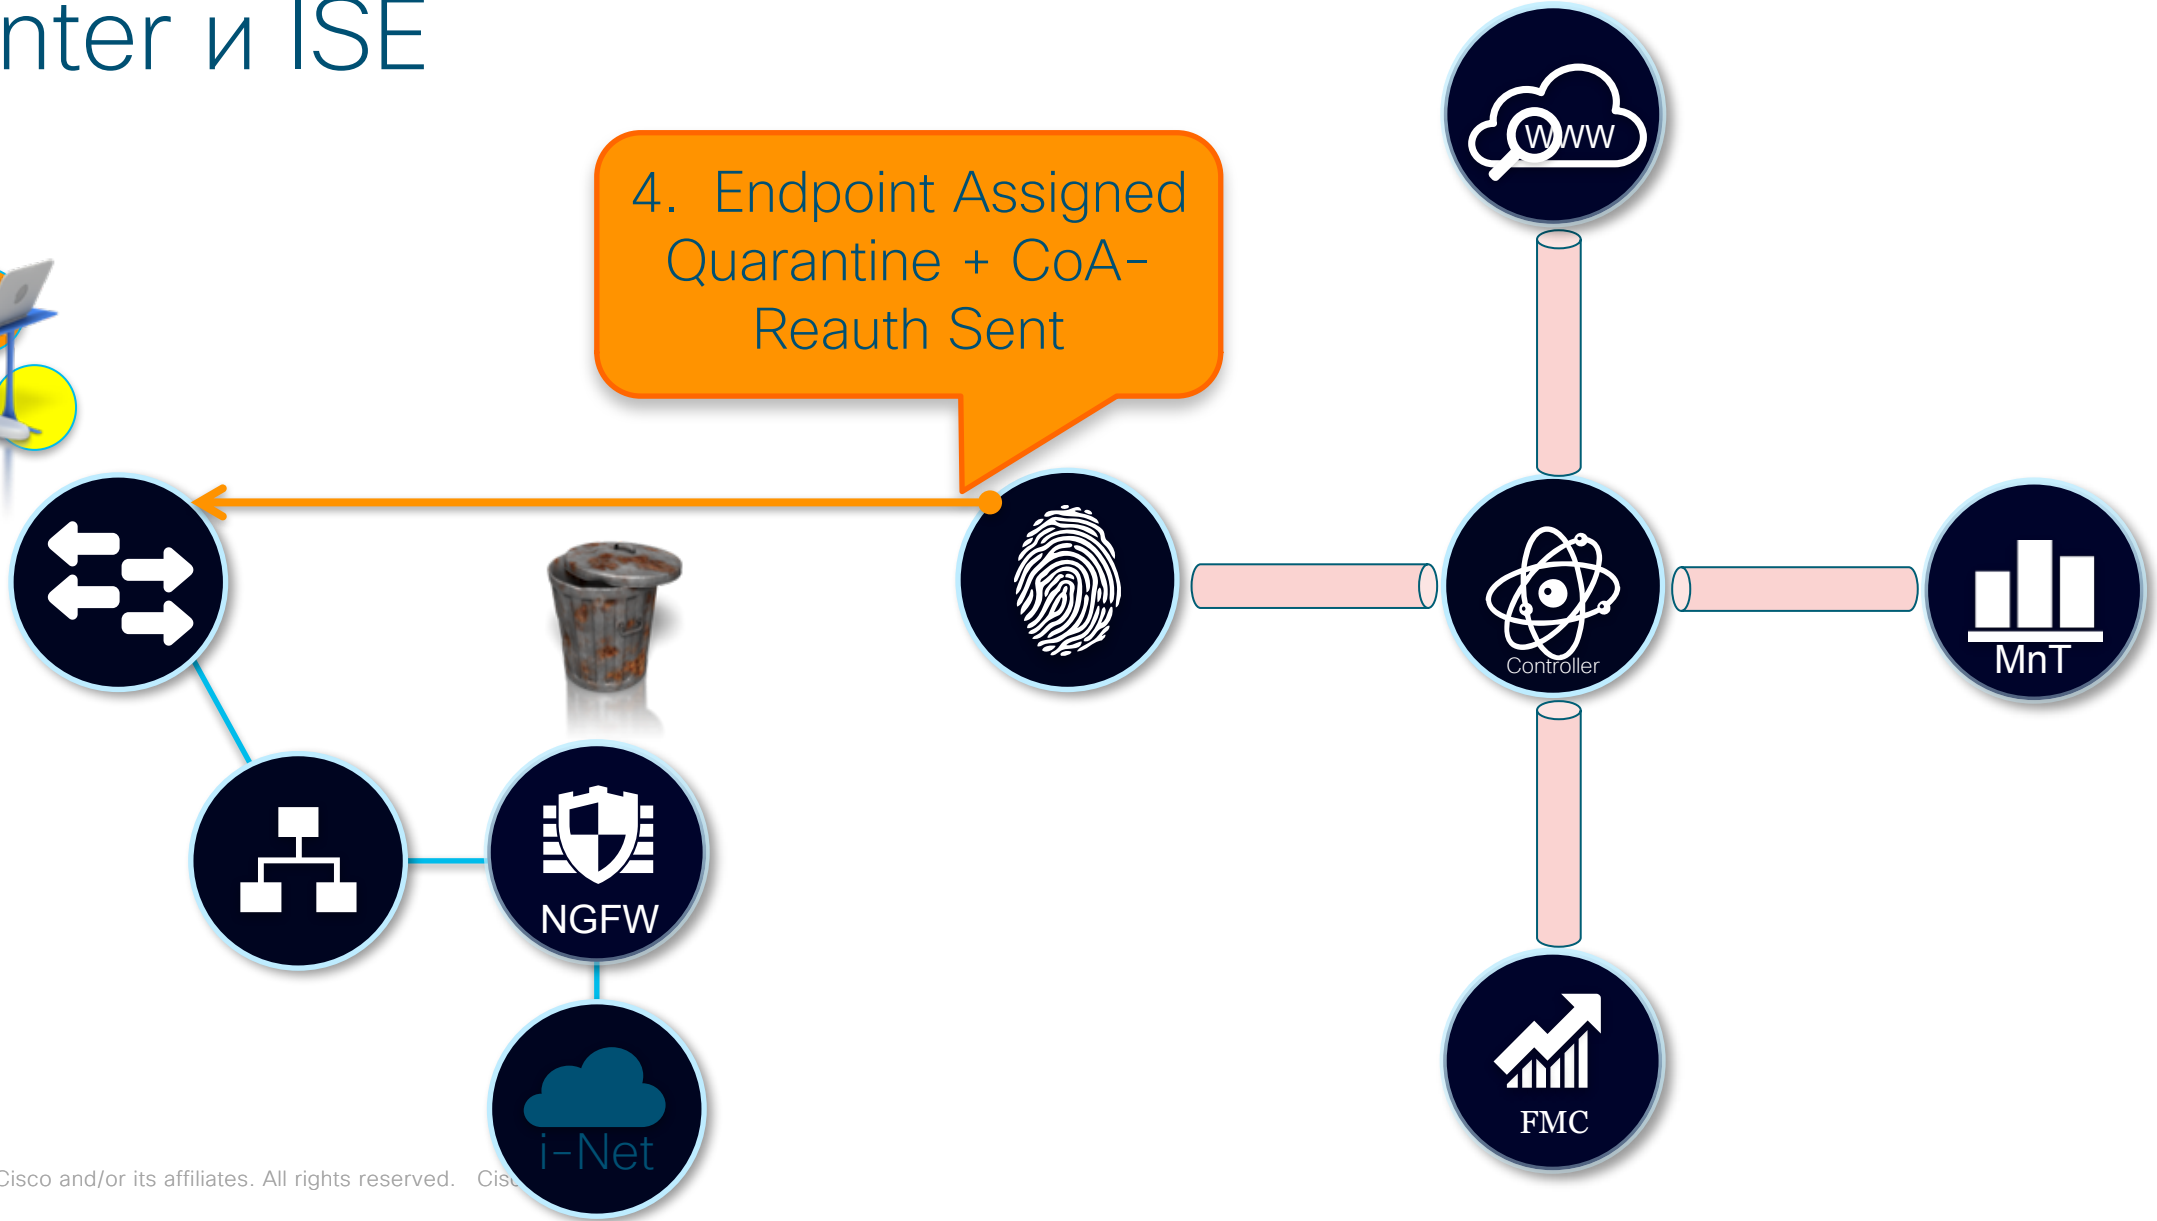 nter и ISE
WWW
4. Endpoint Assigned
Quarantine + CoA-
Reauth Sent
Controller
MnT
NGFW
FMC
i-Net
Cisco and/or its affiliates. All rights reserved.